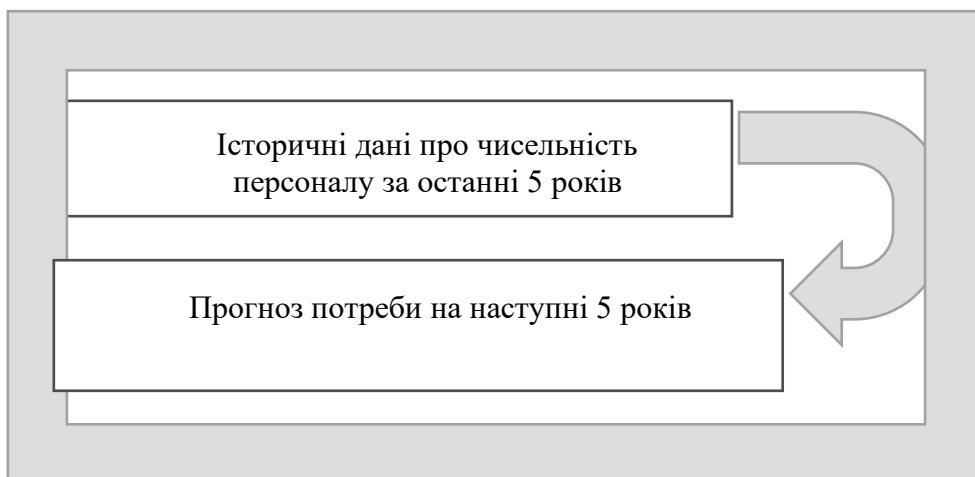 Історичні дані про чисельність
персоналу за останні 5 років
Прогноз потреби на наступні 5 років